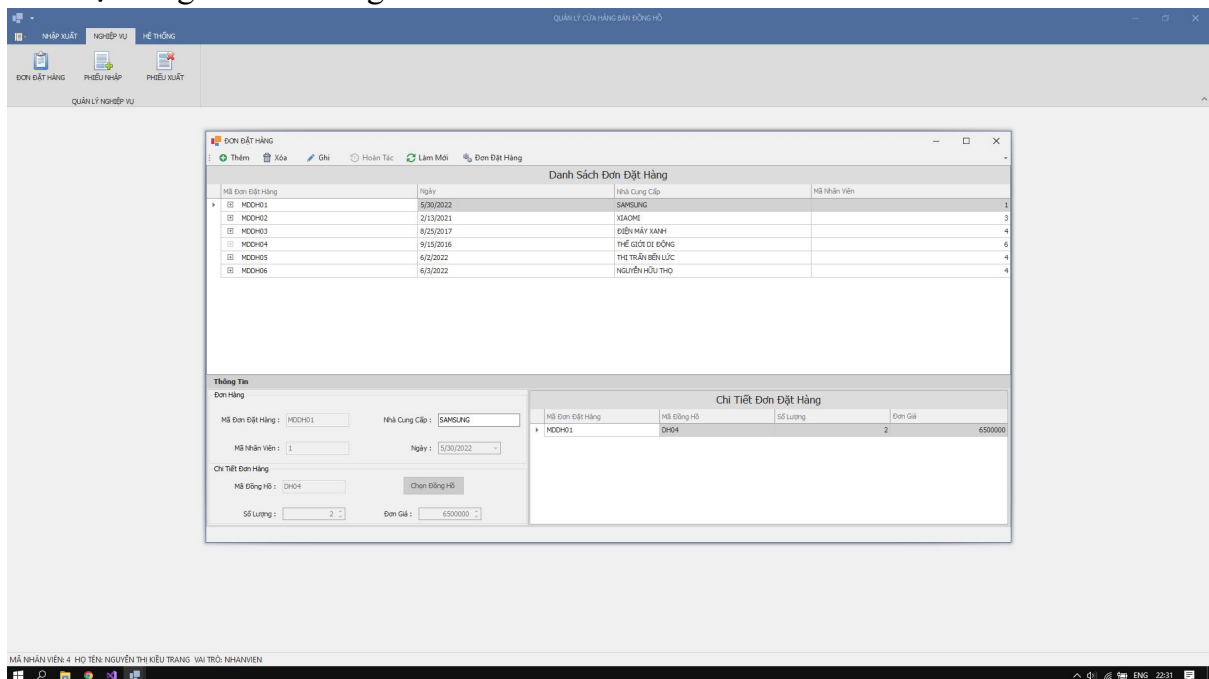 QUẢN LÝ CỬA HÀNG BÁN ĐỒNG HỒ
NHẬP XUẤT NGHIỆP VỤ HỆ THỐNG
ĐƠN ĐẶT HÀNG PHIẾU NHẬP PHIẾU XUẤT
QUẢN LÝ NGHIỆP VỤ
ĐƠN ĐẶT HÀNG
Thêm Xóa Ghi Hoàn Tác Làm Mới Đơn Đặt Hàng
Danh Sách Đơn Đặt Hàng
Mã Đơn Đặt Hàng Ngày Nhà Cung Cấp Mã Nhân Viên
MDDH01 5/30/2022 SAMSUNG 1
MDDH02 2/13/2021 XIAOMI 3
MDDH03 8/25/2017 ĐIỆN MÁY XANH 4
MDDH04 9/15/2016 THẾ GIỚI DI ĐỘNG 6
MDDH05 6/2/2022 THỊ TRẤN BẾN LỨC 4
MDDH06 6/3/2022 NGUYỄN HỮU THỌ 4
Thông Tin
Đơn Hàng
Mã Đơn Đặt Hàng : MDDH01 Nhà Cung Cấp : SAMSUNG
Mã Nhân Viên : 1 Ngày : 5/30/2022
Chi Tiết Đơn Hàng
Mã Đồng Hồ : DH04 Chọn Đồng Hồ
Số Lượng : 2 Đơn Giá : 6500000
Chi Tiết Đơn Đặt Hàng
Mã Đơn Đặt Hàng Mã Đồng Hồ Số Lượng Đơn Giá
MDDH01 DH04 2 6500000
MÃ NHÂN VIÊN: 4 HỌ TÊN: NGUYỄN THỊ KIỀU TRANG VAI TRÒ: NHANVIEN
ENG 22:31